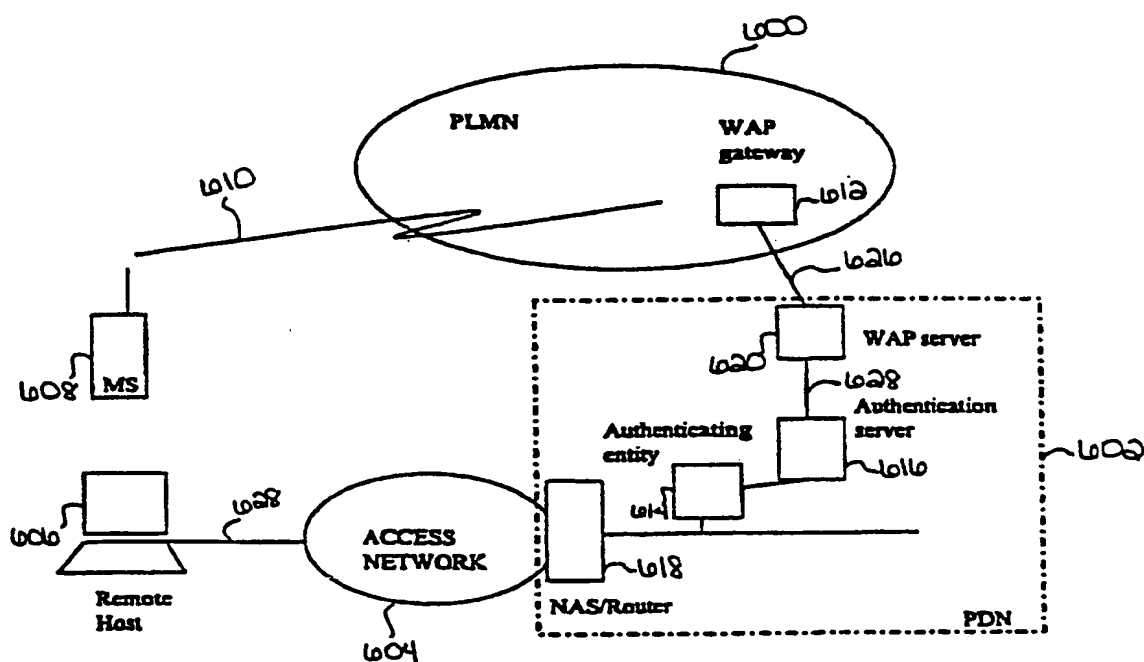 600
PLMN
WAP
gateway
610
612
626
620
WAP server
608
MS
628
Authentication
server
Authenticating
entity
602
616
606
628
614
ACCESS
NETWORK
618
Remote
Host
NAS/Router
PDN
604